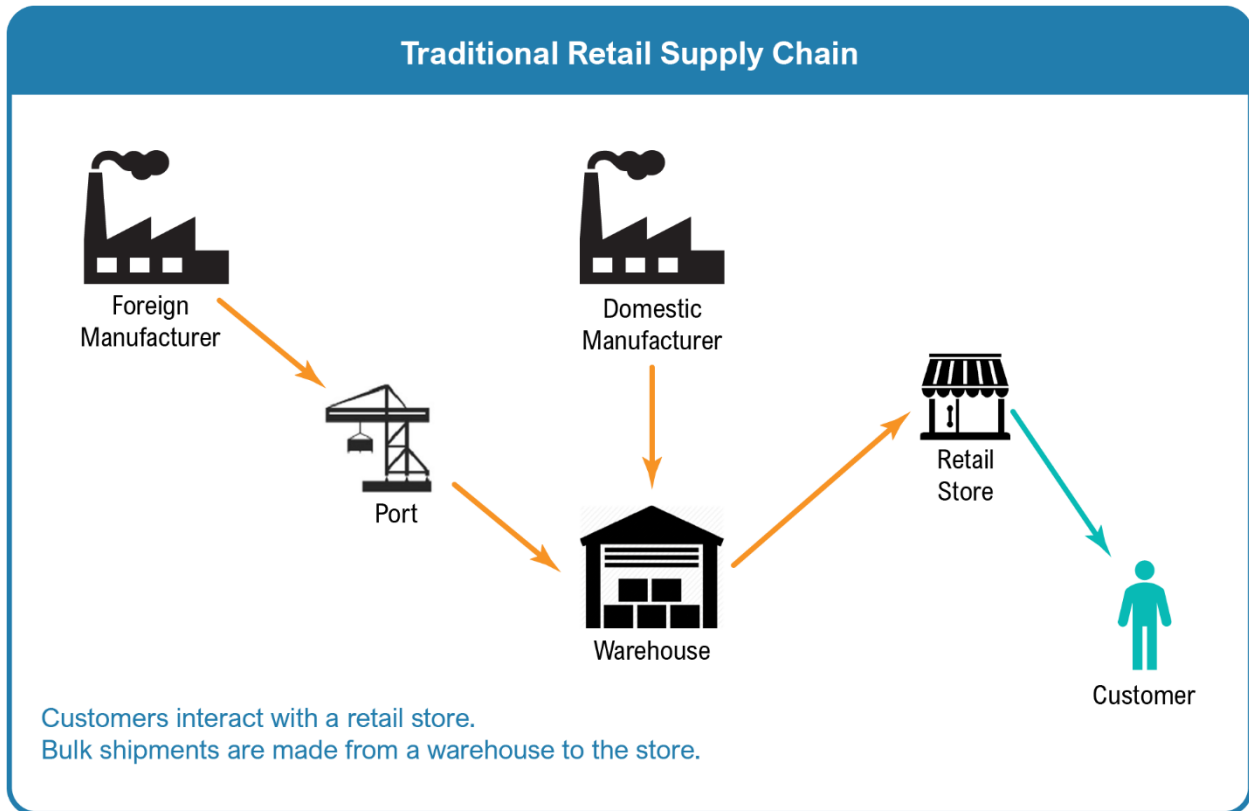 Traditional Retail Supply Chain
Foreign
Manufacturer
Domestic
Manufacturer
Port
Retail
Store
Warehouse
Customer
Customers interact with a retail store.
Bulk shipments are made from a warehouse to the store.